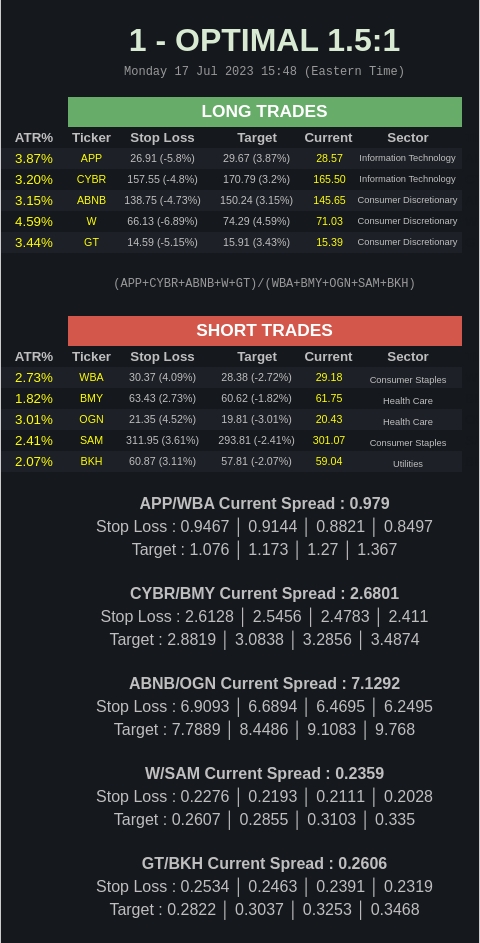 1 - OPTIMAL 1.5:1
Monday 17 Jul 2023 15:48 (Eastern Time)
LONG TRADES
ATR% Ticker Stop Loss Target Current Sector
3.87% APP 26.91 (-5.8%) 29.67 (3.87%) 28.57 Information Technology
3.20% CYBR 157.55 (-4.8%) 170.79 (3.2%) 165.50 Information Technology
3.15% ABNB 138.75 (-4.73%) 150.24 (3.15%) 145.65 Consumer Discretionary
4.59% W 66.13 (-6.89%) 74.29 (4.59%) 71.03 Consumer Discretionary
3.44% GT 14.59 (-5.15%) 15.91 (3.43%) 15.39 Consumer Discretionary
(APP+CYBR+ABNB+W+GT)/(WBA+BMY+OGN+SAM+BKH)
SHORT TRADES
ATR% Ticker Stop Loss Target Current Sector
2.73% WBA 30.37 (4.09%) 28.38 (-2.72%) 29.18 Consumer Staples
1.82% BMY 63.43 (2.73%) 60.62 (-1.82%) 61.75 Health Care
3.01% OGN 21.35 (4.52%) 19.81 (-3.01%) 20.43 Health Care
2.41% SAM 311.95 (3.61%) 293.81 (-2.41%) 301.07 Consumer Staples
2.07% BKH 60.87 (3.11%) 57.81 (-2.07%) 59.04 Utilities
APP/WBA Current Spread : 0.979
Stop Loss : 0.9467 │ 0.9144 │ 0.8821 │ 0.8497
Target : 1.076 │ 1.173 │ 1.27 │ 1.367
CYBR/BMY Current Spread : 2.6801
Stop Loss : 2.6128 │ 2.5456 │ 2.4783 │ 2.411
Target : 2.8819 │ 3.0838 │ 3.2856 │ 3.4874
ABNB/OGN Current Spread : 7.1292
Stop Loss : 6.9093 │ 6.6894 │ 6.4695 │ 6.2495
Target : 7.7889 │ 8.4486 │ 9.1083 │ 9.768
W/SAM Current Spread : 0.2359
Stop Loss : 0.2276 │ 0.2193 │ 0.2111 │ 0.2028
Target : 0.2607 │ 0.2855 │ 0.3103 │ 0.335
GT/BKH Current Spread : 0.2606
Stop Loss : 0.2534 │ 0.2463 │ 0.2391 │ 0.2319
Target : 0.2822 │ 0.3037 │ 0.3253 │ 0.3468